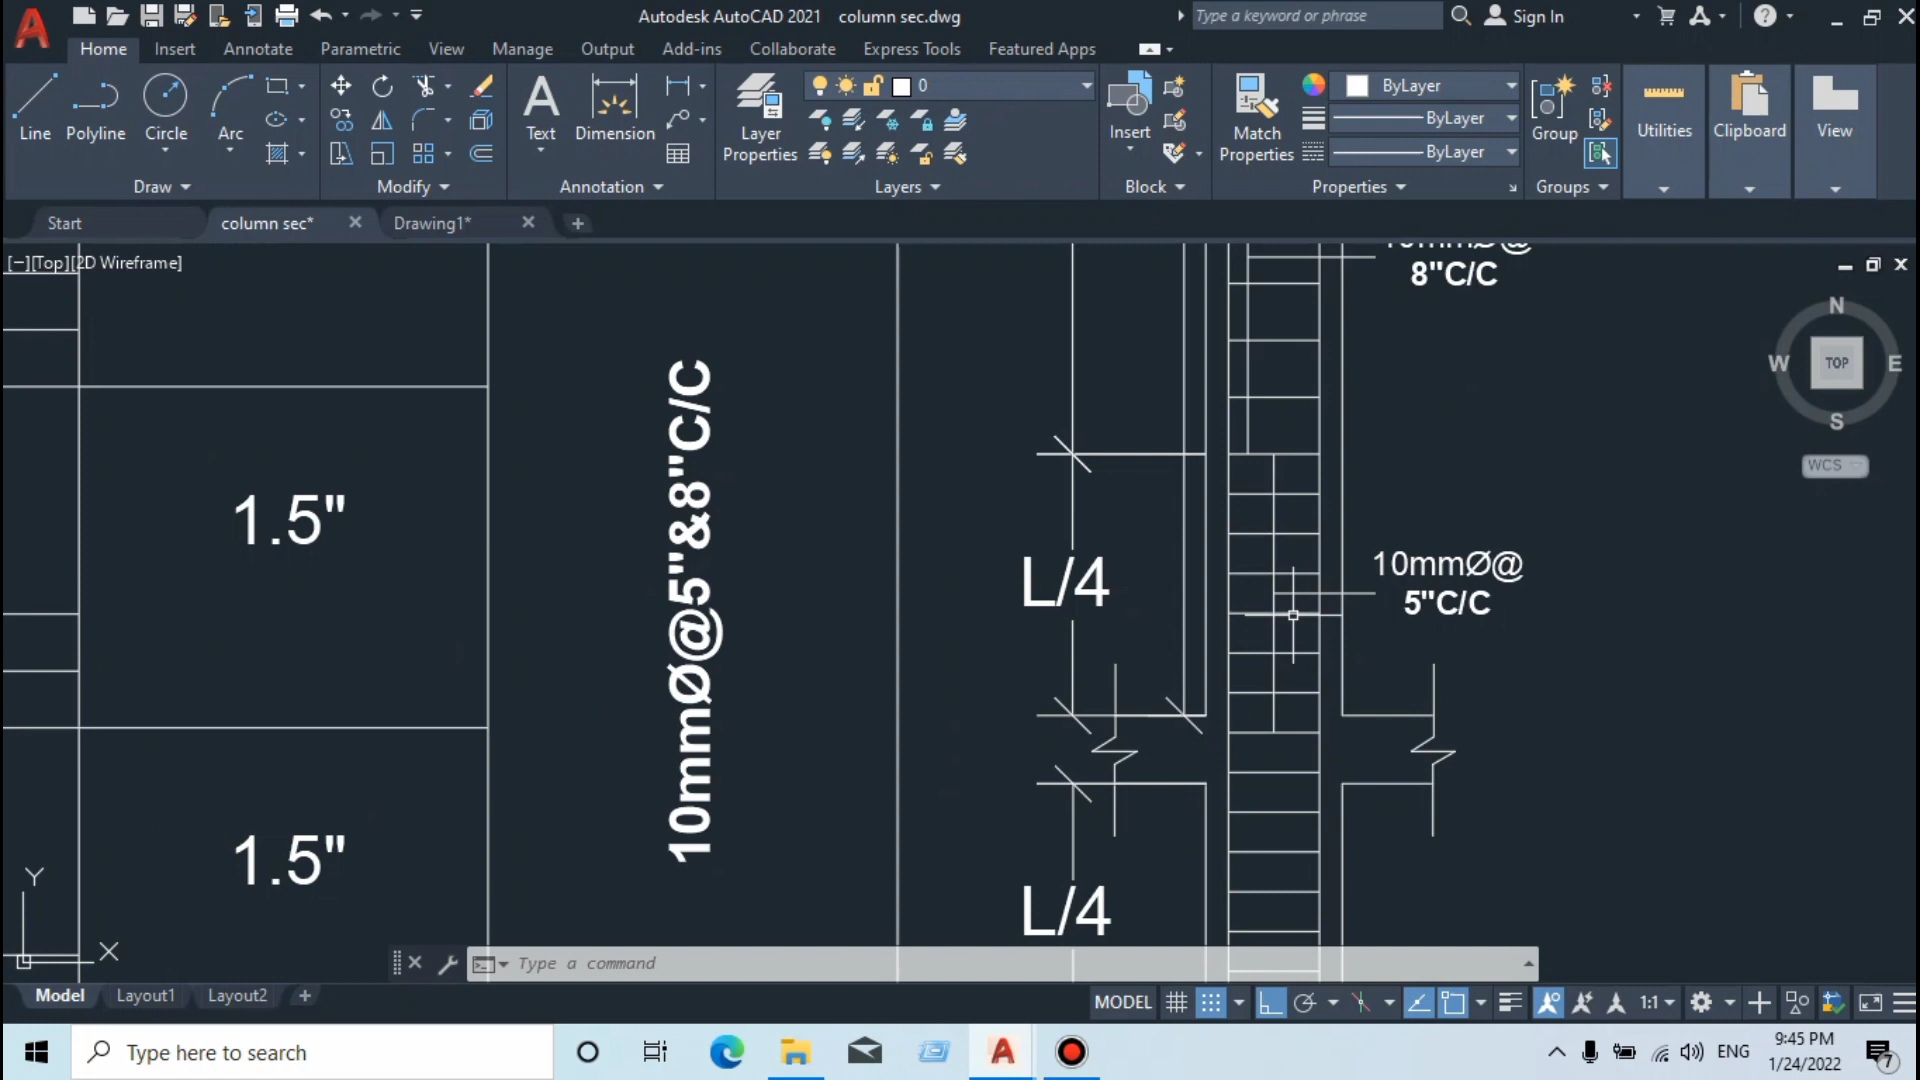 Autodesk AutoCAD 2021 column sec.dwg
Type a keyword or phrase
Sign In
Home Insert Annotate Parametric View Manage Output Add-ins Collaborate Express Tools Featured Apps
Line Polyline Circle Arc
Text Dimension
Layer Properties
0
Insert
Match Properties
ByLayer
ByLayer
ByLayer
Group
Utilities
Clipboard
View
Draw Modify Annotation Layers Block Properties Groups
Start column sec* Drawing1*
[−][Top][2D Wireframe]
10mmØ@
8"C/C
N
W TOP E
S
WCS
10mmØ@5"&8"C/C
1.5"
L/4
10mmØ@
5"C/C
1.5"
L/4
Y
X
Type a command
Model Layout1 Layout2
MODEL 1:1
Type here to search
ENG
9:45 PM
1/24/2022
7